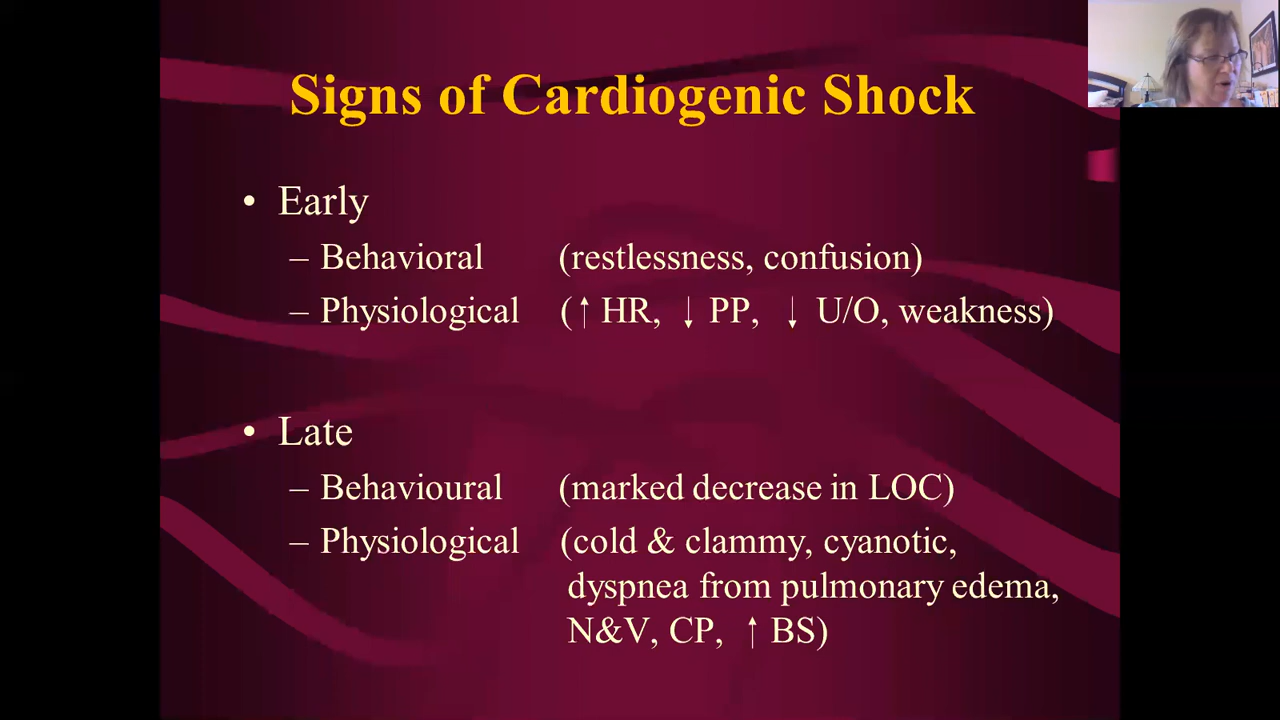 Signs of Cardiogenic Shock
• Early
– Behavioral (restlessness, confusion)
– Physiological (↑ HR, ↓ PP, ↓ U/O, weakness)
• Late
– Behavioural (marked decrease in LOC)
– Physiological (cold & clammy, cyanotic,
dyspnea from pulmonary edema,
N&V, CP, ↑ BS)